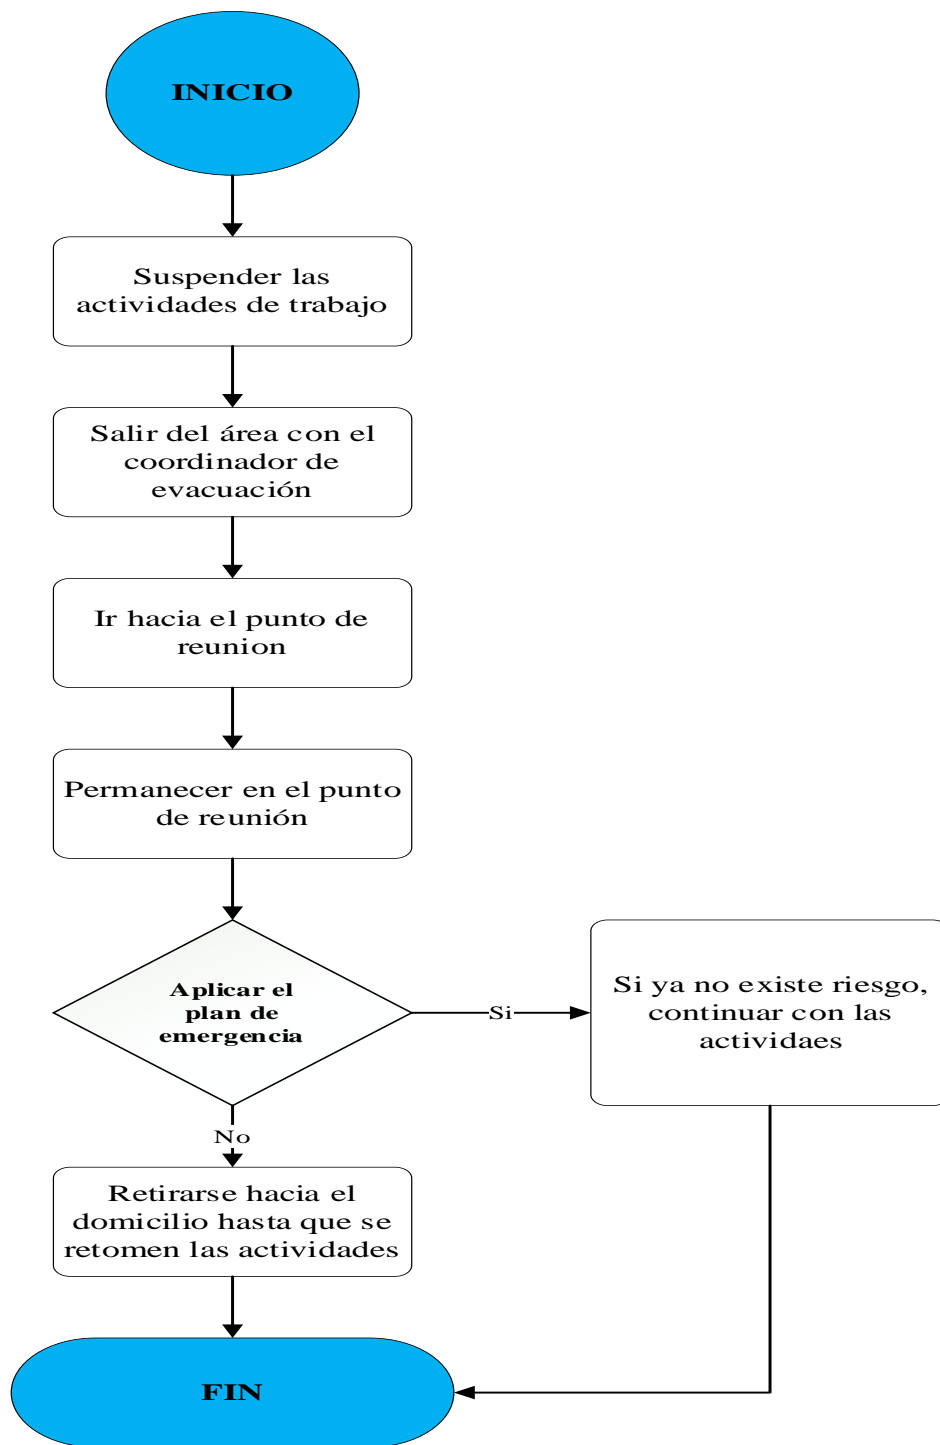 INICIO
Suspender las
actividades de trabajo
Salir del área con el
coordinador de
evacuación
Ir hacia el punto de
reunion
Permanecer en el punto
de reunión
Aplicar el
plan de
emergencia
Si
Si ya no existe riesgo,
continuar con las
actividaes
No
Retirarse hacia el
domicilio hasta que se
retomen las actividades
FIN